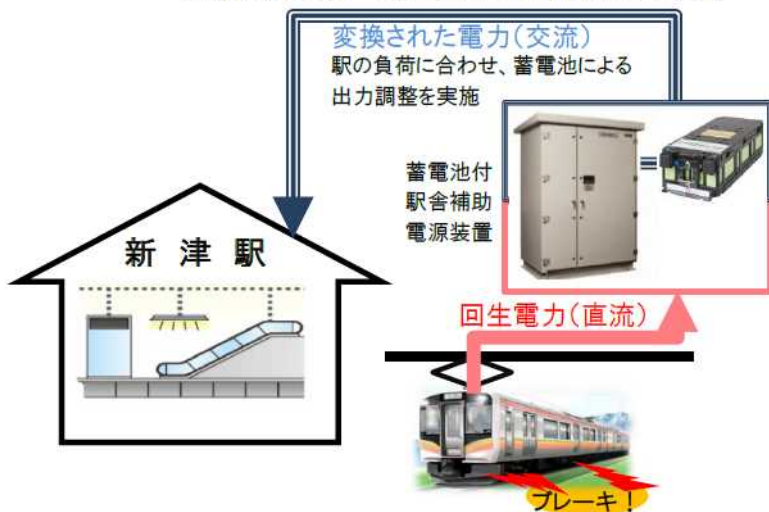 変換された電力(交流)
駅の負荷に合わせ、蓄電池による
出力調整を実施
蓄電池付
駅舎補助
電源装置
新津駅
回生電力(直流)
ブレーキ!